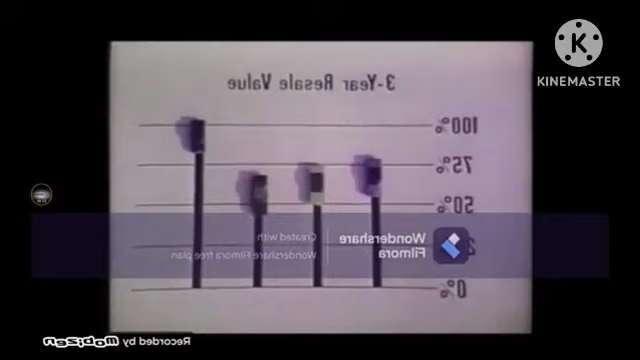 3-Year Resale Value
100%
75%
50%
2
0%
KINEMASTER
Wondershare
Filmora
Created with
Wondershare Filmora free plan
Recorded by mobizen